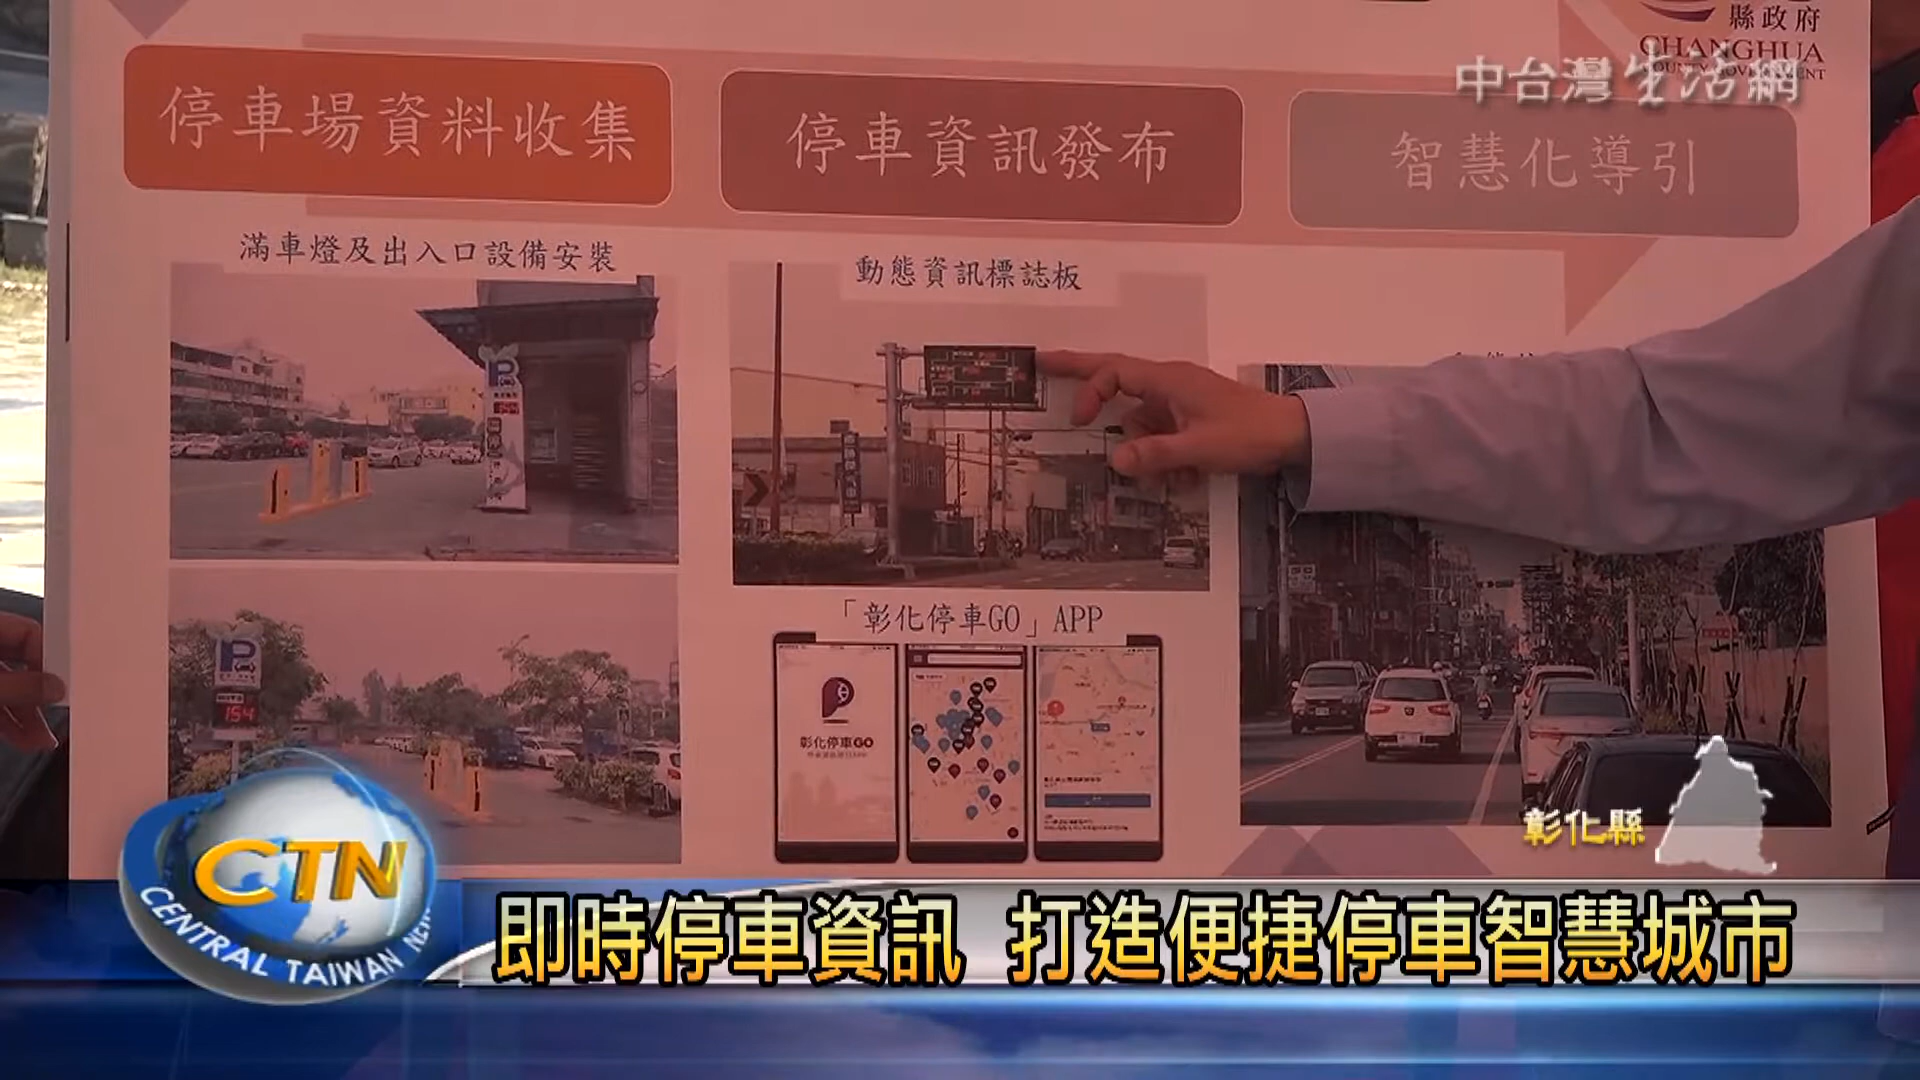 縣政府
CHANGHUA
COUNTY GOVERNMENT
中台灣生活網
停車場資料收集
停車資訊發布
智慧化導引
滿車燈及出入口設備安裝
動態資訊標誌板
「彰化停車GO」APP
P
P
154
彰化停車GO
彰化縣
CTN
CENTRAL TAIWAN NEW
即時停車資訊 打造便捷停車智慧城市